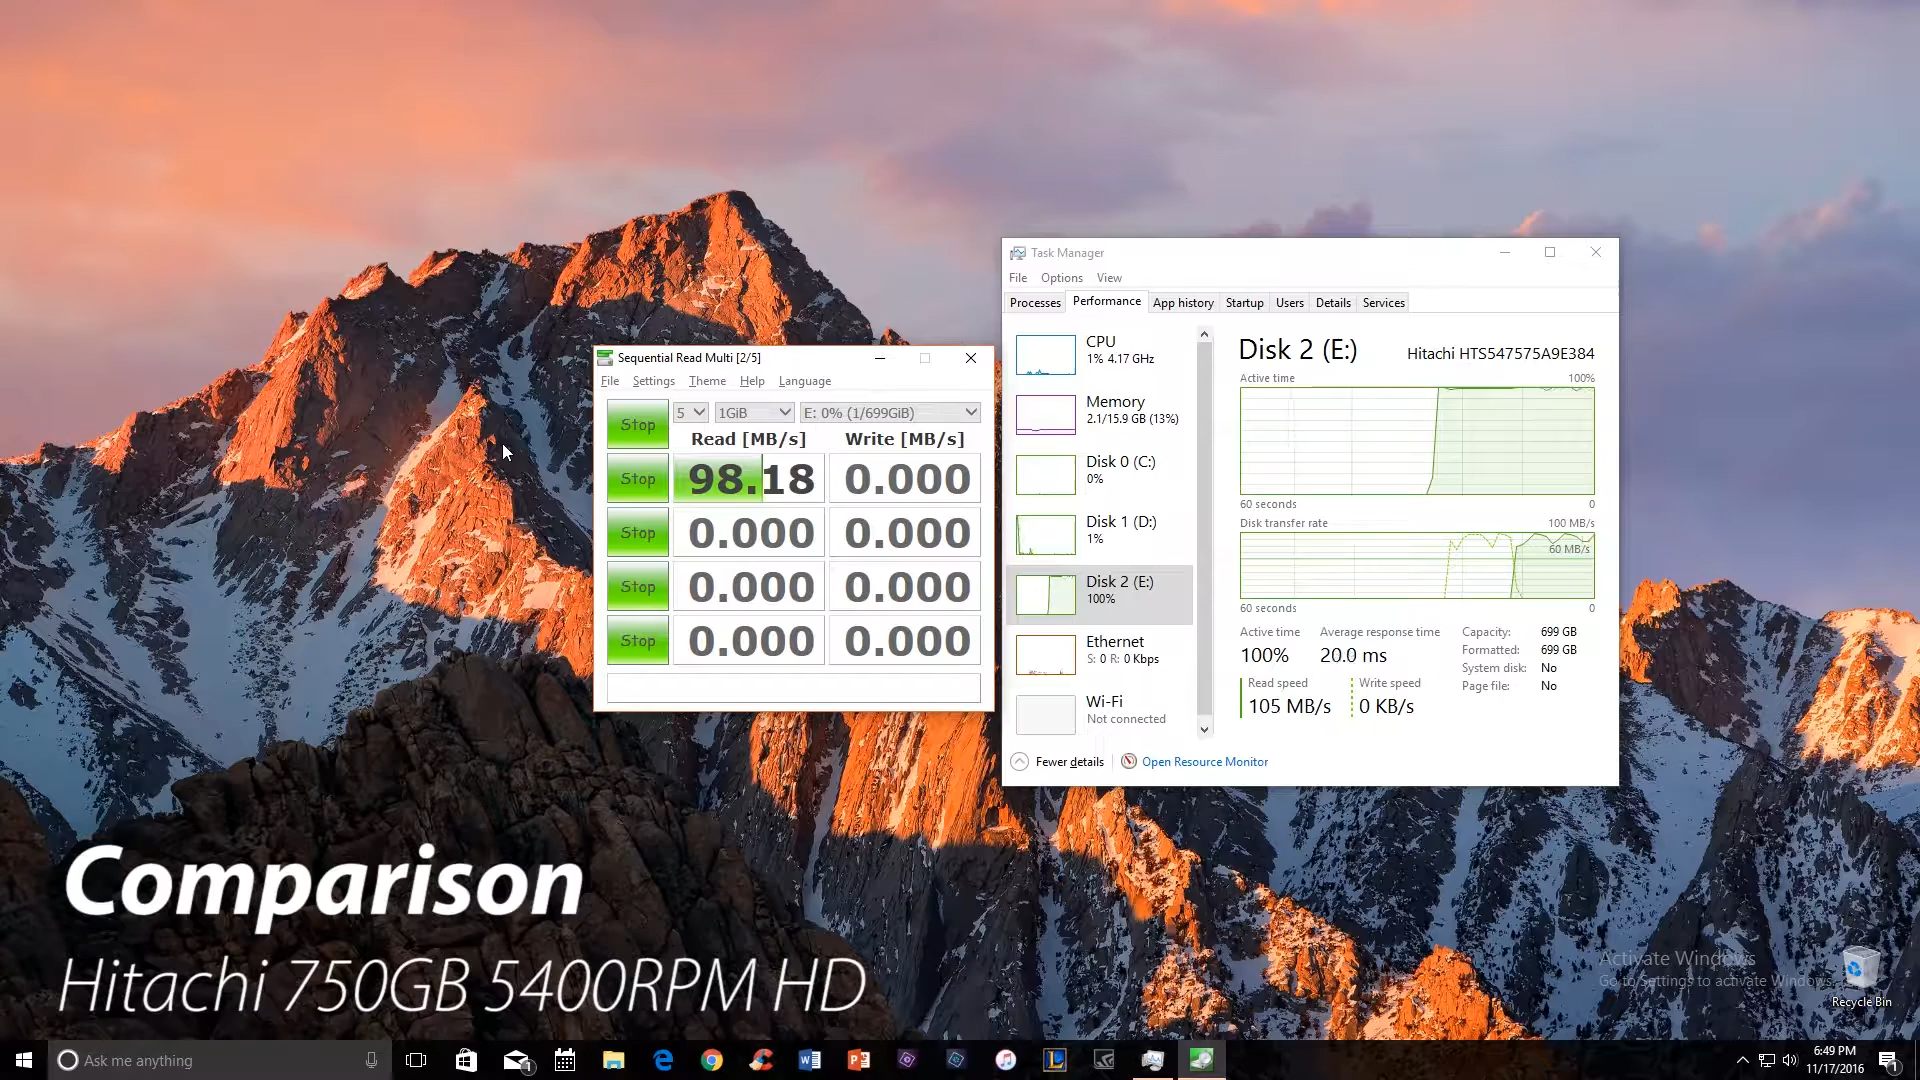 Task Manager
File Options View
Processes Performance App history Startup Users Details Services
CPU
1% 4.17 GHz
Memory
2.1/15.9 GB (13%)
Disk 0 (C:)
0%
Disk 1 (D:)
1%
Disk 2 (E:)
100%
Ethernet
S: 0 R: 0 Kbps
Wi-Fi
Not connected
Disk 2 (E:) Hitachi HTS547575A9E384
Active time 100%
60 seconds 0
Disk transfer rate 100 MB/s
60 MB/s
60 seconds 0
Active time Average response time
100% 20.0 ms
Read speed Write speed
105 MB/s 0 KB/s
Capacity: 699 GB
Formatted: 699 GB
System disk: No
Page file: No
Fewer details Open Resource Monitor
Sequential Read Multi [2/5]
File Settings Theme Help Language
Stop 5 1GiB E: 0% (1/699GiB)
Read [MB/s] Write [MB/s]
Stop 98.18 0.000
Stop 0.000 0.000
Stop 0.000 0.000
Stop 0.000 0.000
Comparison
Hitachi 750GB 5400RPM HD
Activate Windows
Go to Settings to activate Windows.
Recycle Bin
Ask me anything
1
6:49 PM
11/17/2016
1